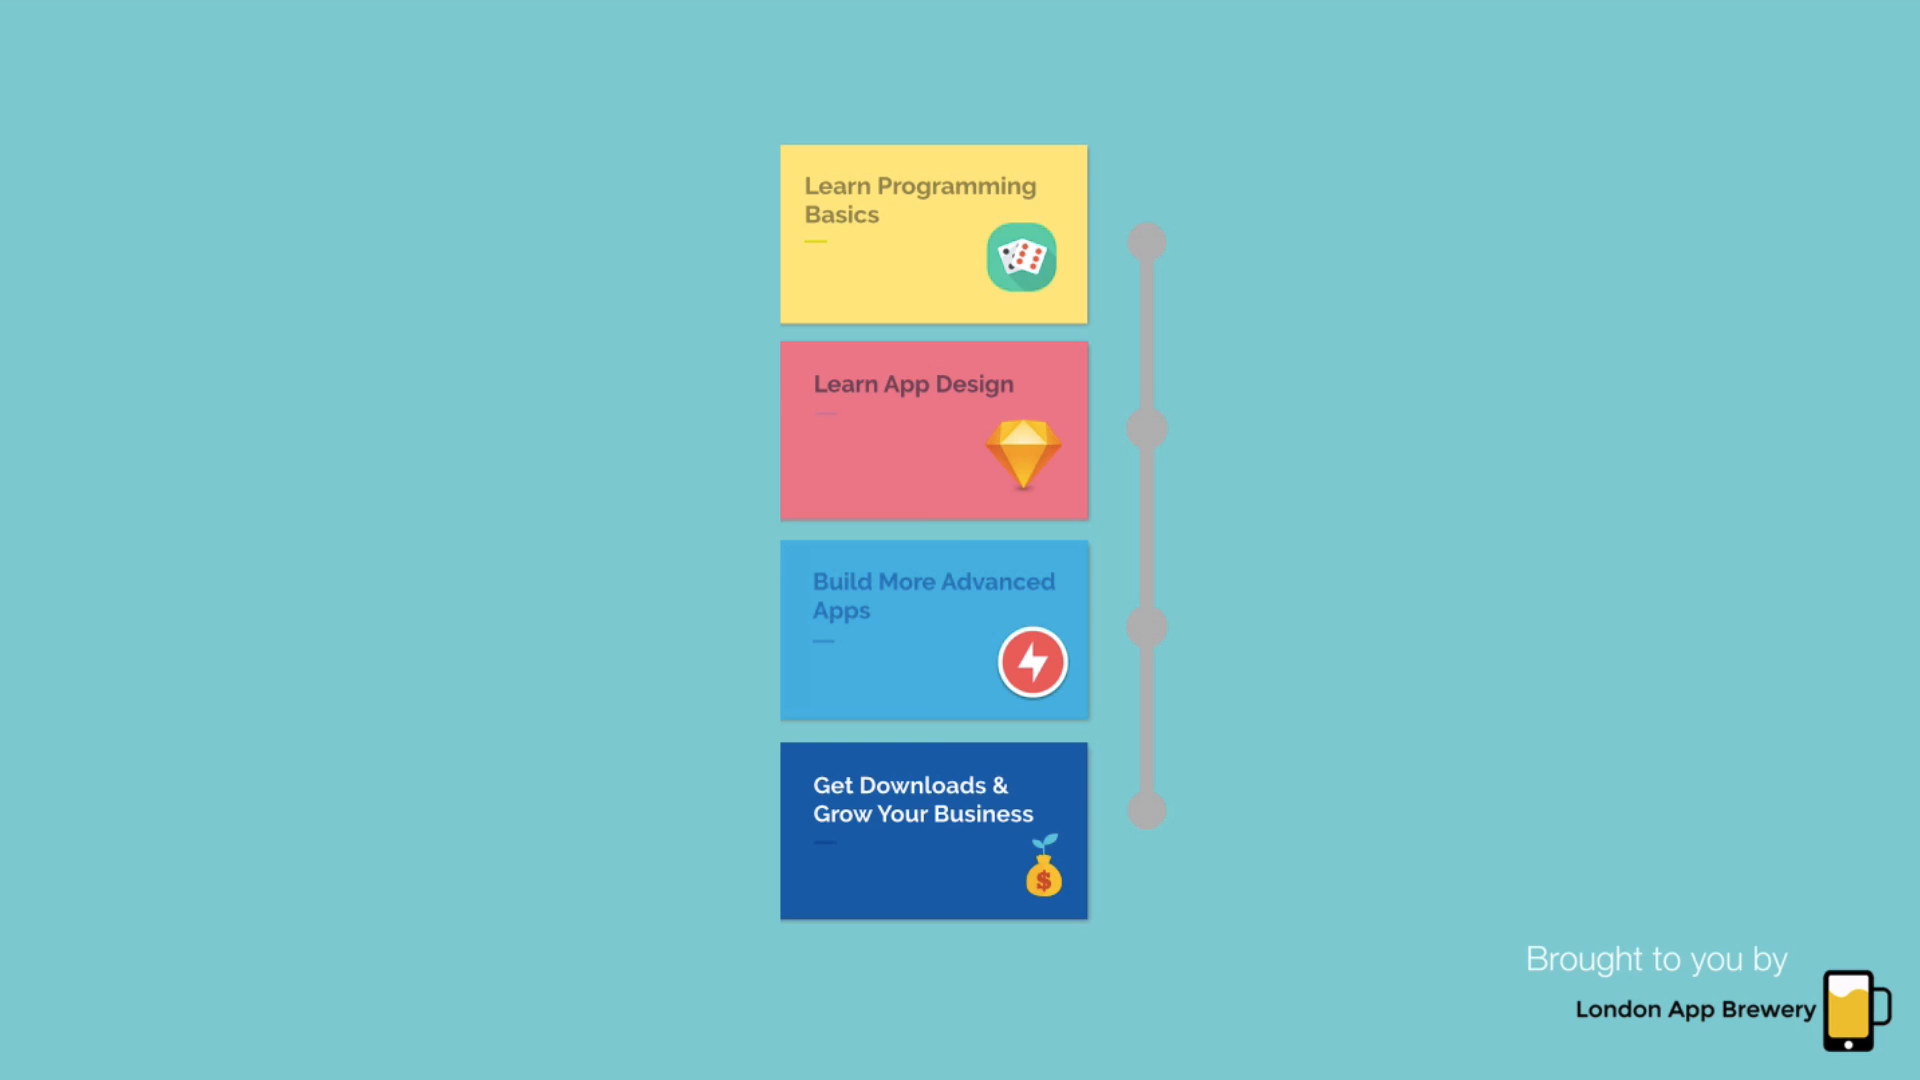 Learn Programming
Basics
Learn App Design
Build More Advanced
Apps
Get Downloads &
Grow Your Business
$
Brought to you by
London App Brewery